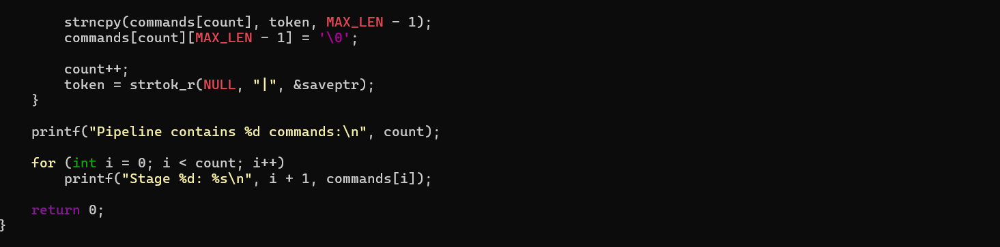 strncpy(commands[count], token, MAX_LEN - 1);
        commands[count][MAX_LEN - 1] = '\0';

        count++;
        token = strtok_r(NULL, "|", &saveptr);
    }

    printf("Pipeline contains %d commands:\n", count);

    for (int i = 0; i < count; i++)
        printf("Stage %d: %s\n", i + 1, commands[i]);

    return 0;
}